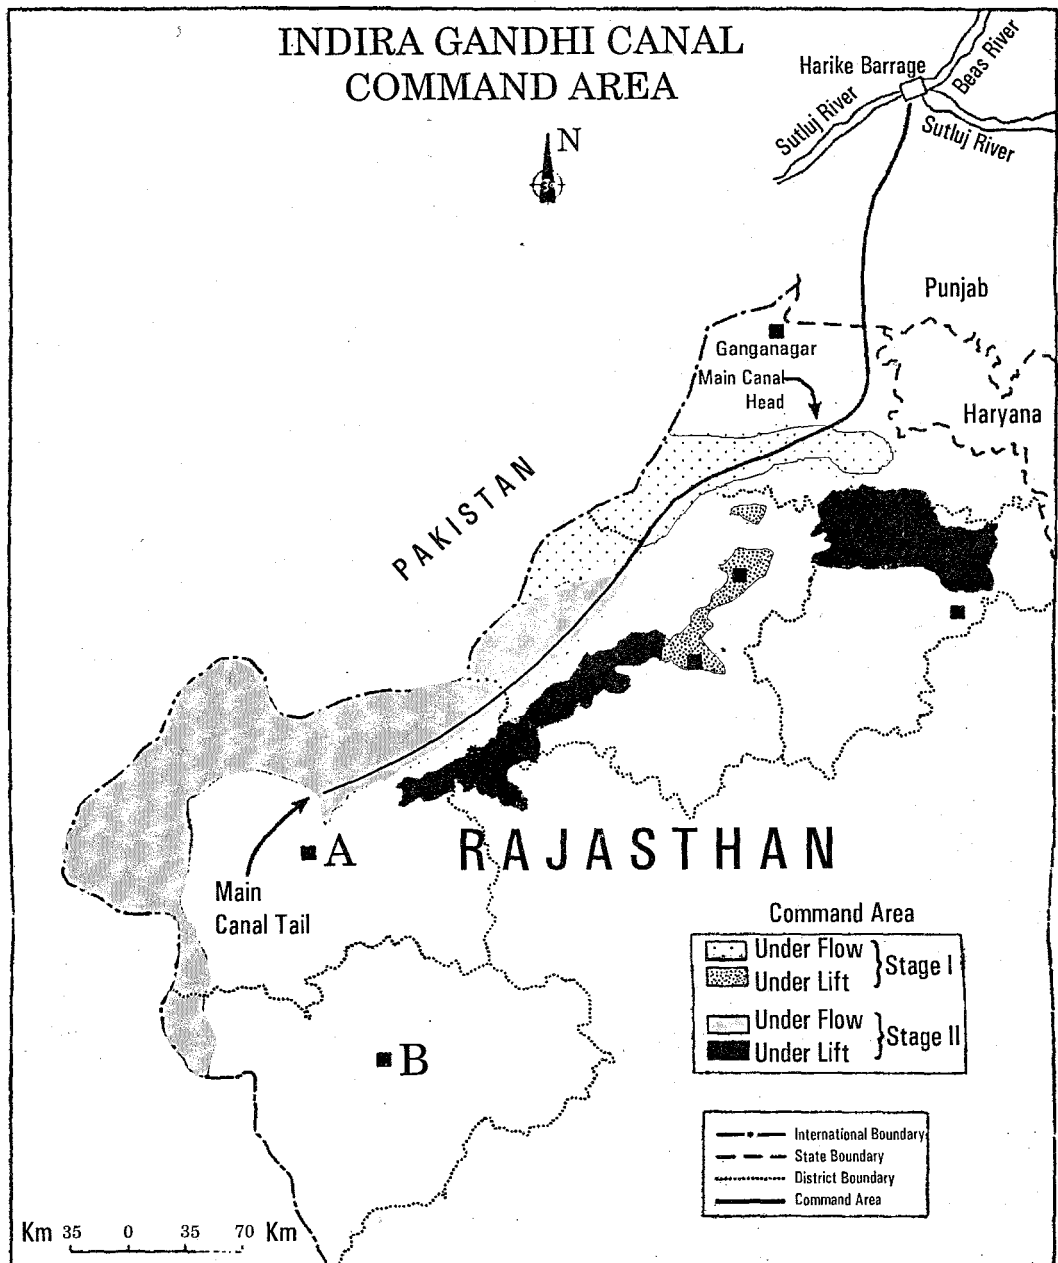 INDIRA GANDHI CANAL
COMMAND AREA
N
Harike Barrage
Beas River
Sutluj River
Sutluj River
Punjab
Ganganagar
Main Canal
Head
Haryana
PAKISTAN
A
RAJASTHAN
Main
Canal Tail
B
Command Area
Under Flow
Under Lift
Stage I
Under Flow
Under Lift
Stage II
International Boundary
State Boundary
District Boundary
Command Area
Km 35 0 35 70 Km